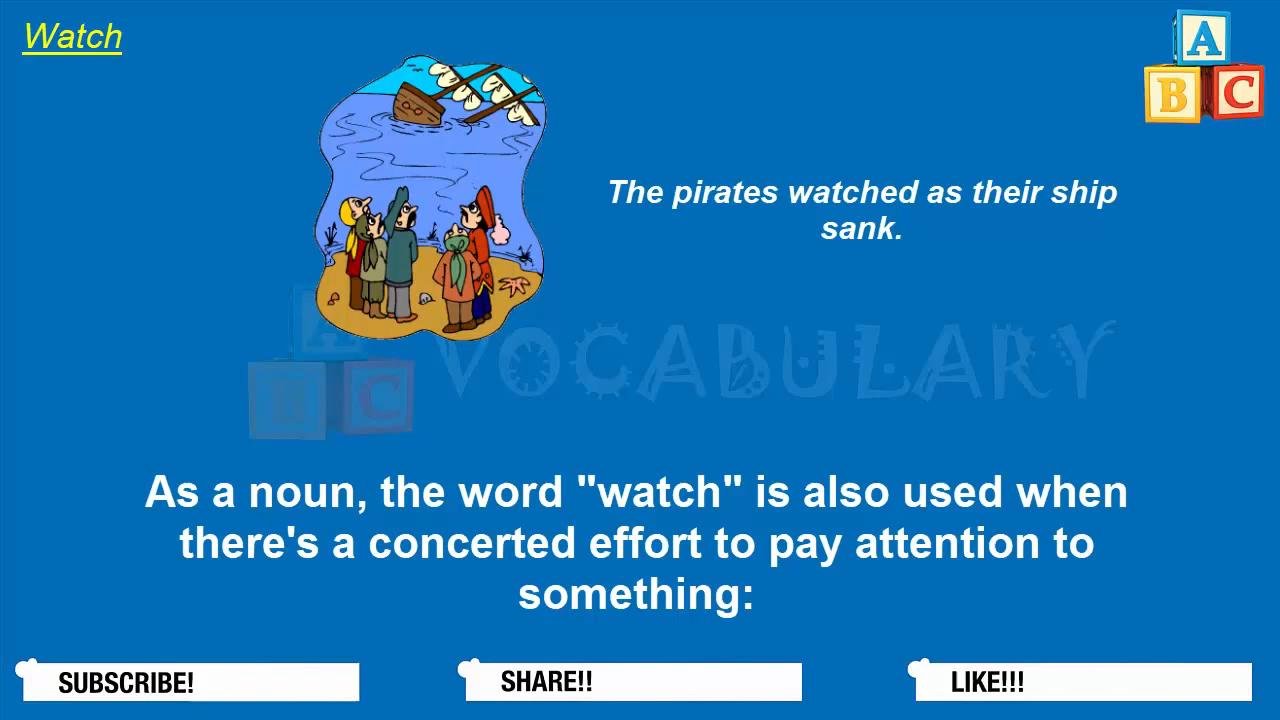 Watch
A
B
C
The pirates watched as their ship
sank.
A
B
C
VOCABULARY
As a noun, the word "watch" is also used when
there's a concerted effort to pay attention to
something:
SUBSCRIBE!
SHARE!!
LIKE!!!